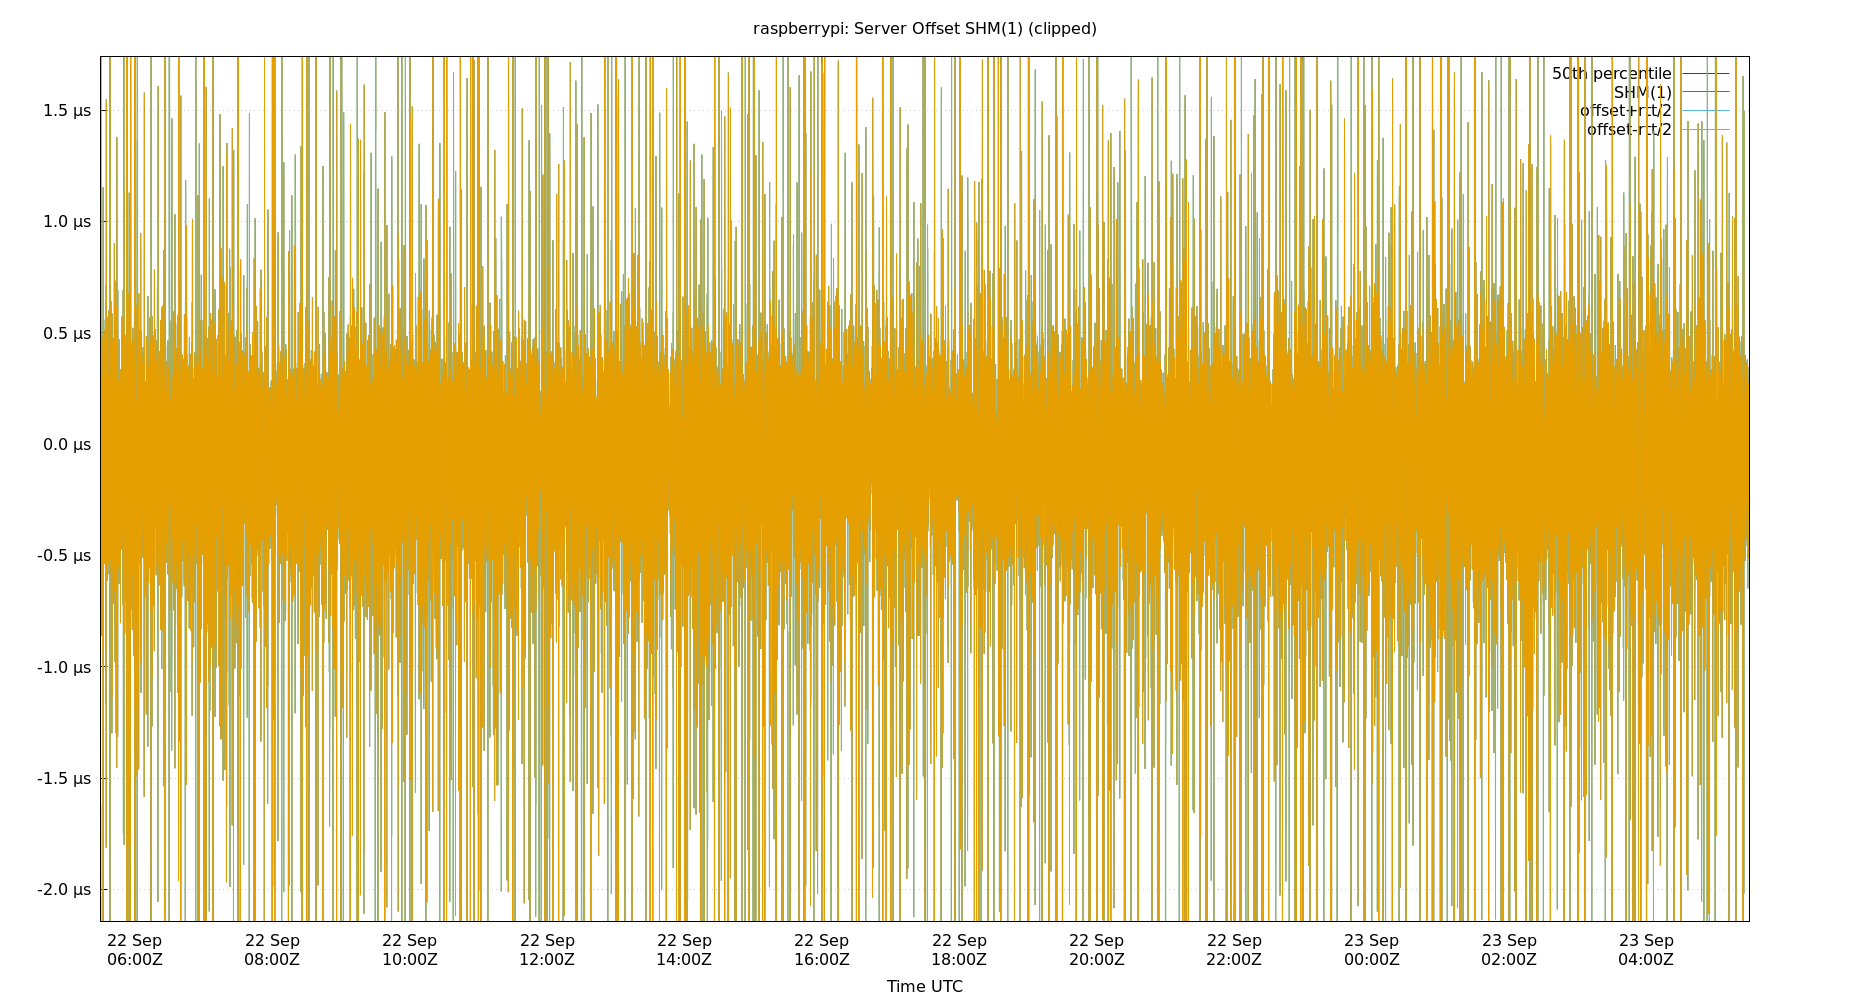 raspberrypi: Server Offset SHM(1) (clipped)
50th percentile
SHM(1)
offset+rtt/2
offset-rtt/2
1.5 µs
1.0 µs
0.5 µs
0.0 µs
-0.5 µs
-1.0 µs
-1.5 µs
-2.0 µs
22 Sep 22 Sep 22 Sep 22 Sep 22 Sep 22 Sep 22 Sep 22 Sep 22 Sep 23 Sep 23 Sep 23 Sep
06:00Z 08:00Z 10:00Z 12:00Z 14:00Z 16:00Z 18:00Z 20:00Z 22:00Z 00:00Z 02:00Z 04:00Z
Time UTC